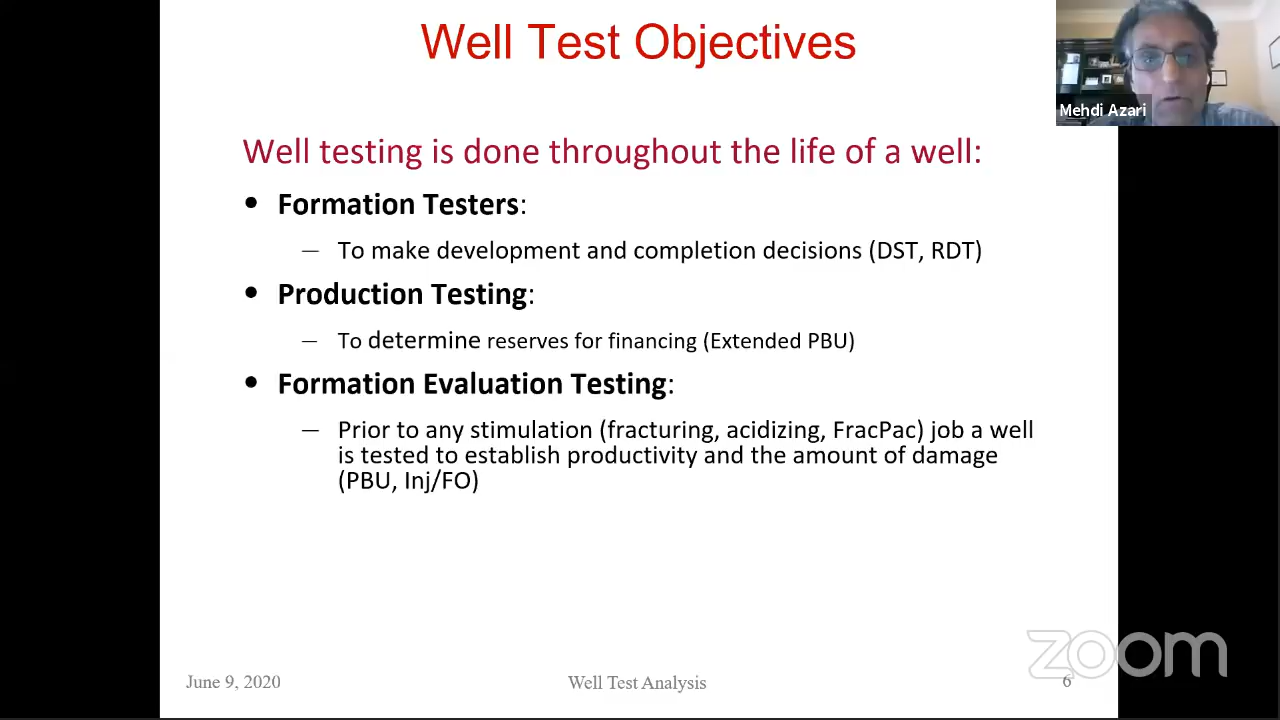 Well Test Objectives
Mehdi Azari
Well testing is done throughout the life of a well:
• Formation Testers:
— To make development and completion decisions (DST, RDT)
• Production Testing:
— To determine reserves for financing (Extended PBU)
• Formation Evaluation Testing:
— Prior to any stimulation (fracturing, acidizing, FracPac) job a well
is tested to establish productivity and the amount of damage
(PBU, Inj/FO)
zoom
June 9, 2020
Well Test Analysis
6